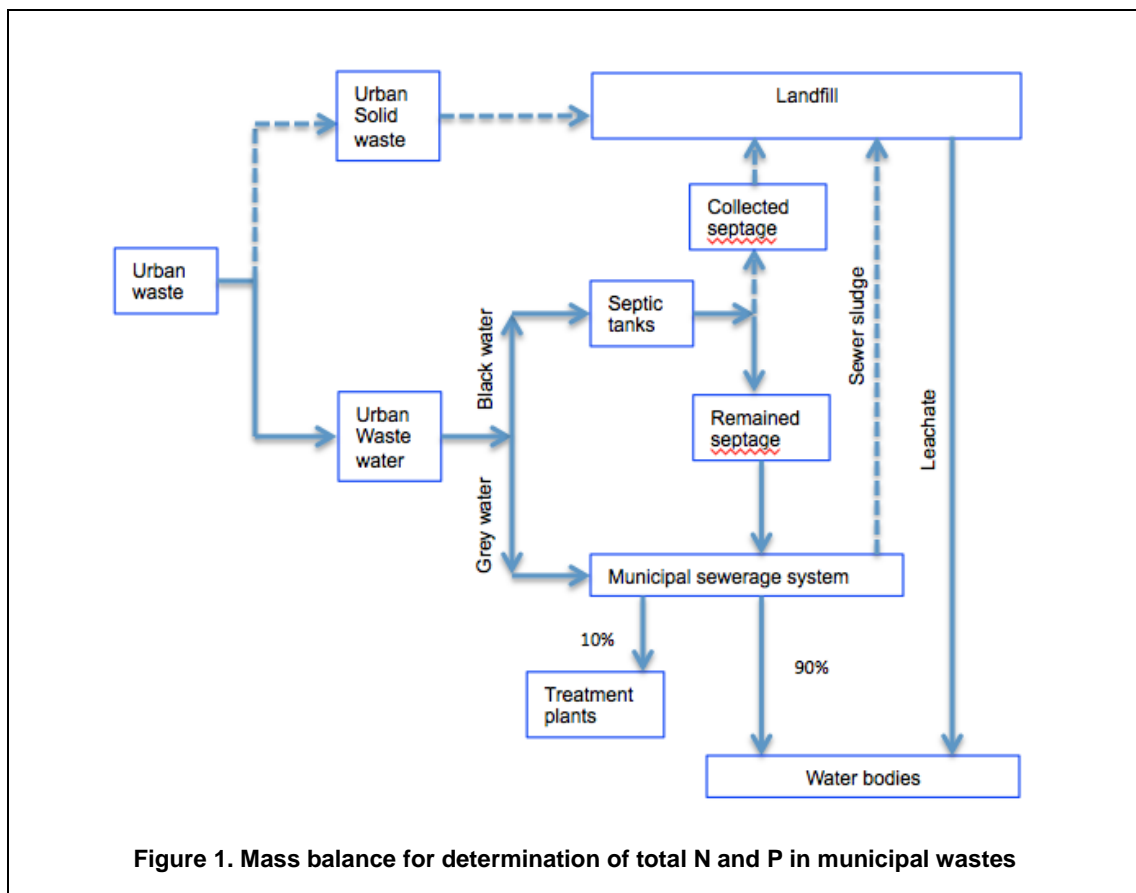 Urban
Solid
waste
Landfill
Collected
septage
Urban
waste
Septic
tanks
Black water
Sewer sludge
Urban
Waste
water
Remained
septage
Leachate
Grey water
Municipal sewerage system
10%
90%
Treatment
plants
Water bodies
Figure 1. Mass balance for determination of total N and P in municipal wastes